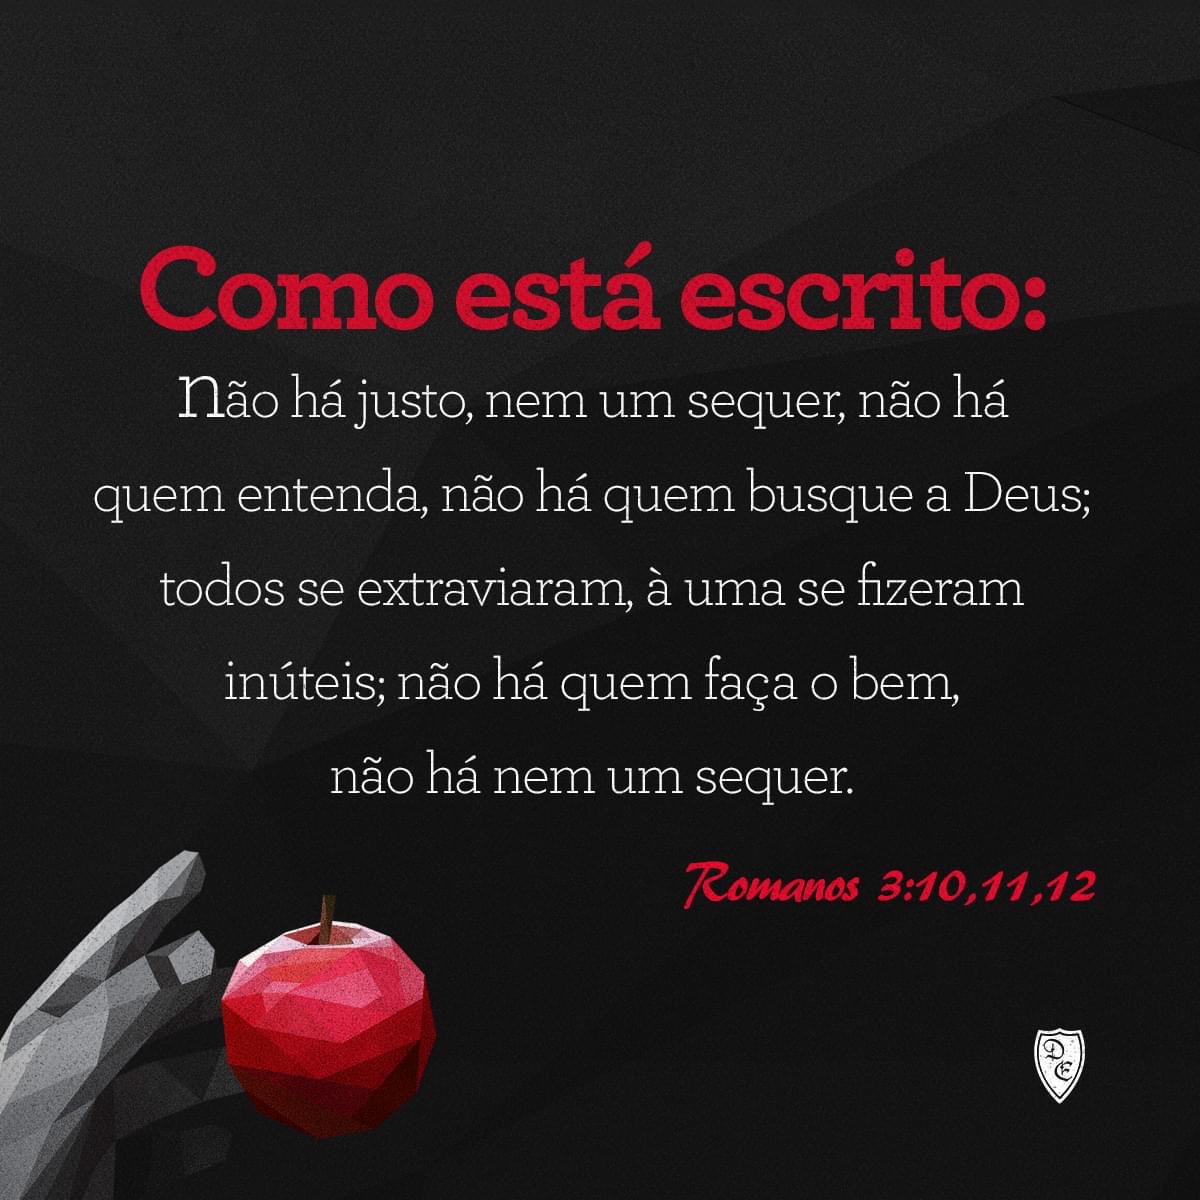 Como está escrito:
não há justo, nem um sequer, não há
quem entenda, não há quem busque a Deus;
todos se extraviaram, à uma se fizeram
inúteis; não há quem faça o bem,
não há nem um sequer.
Romanos 3:10,11,12
D
E